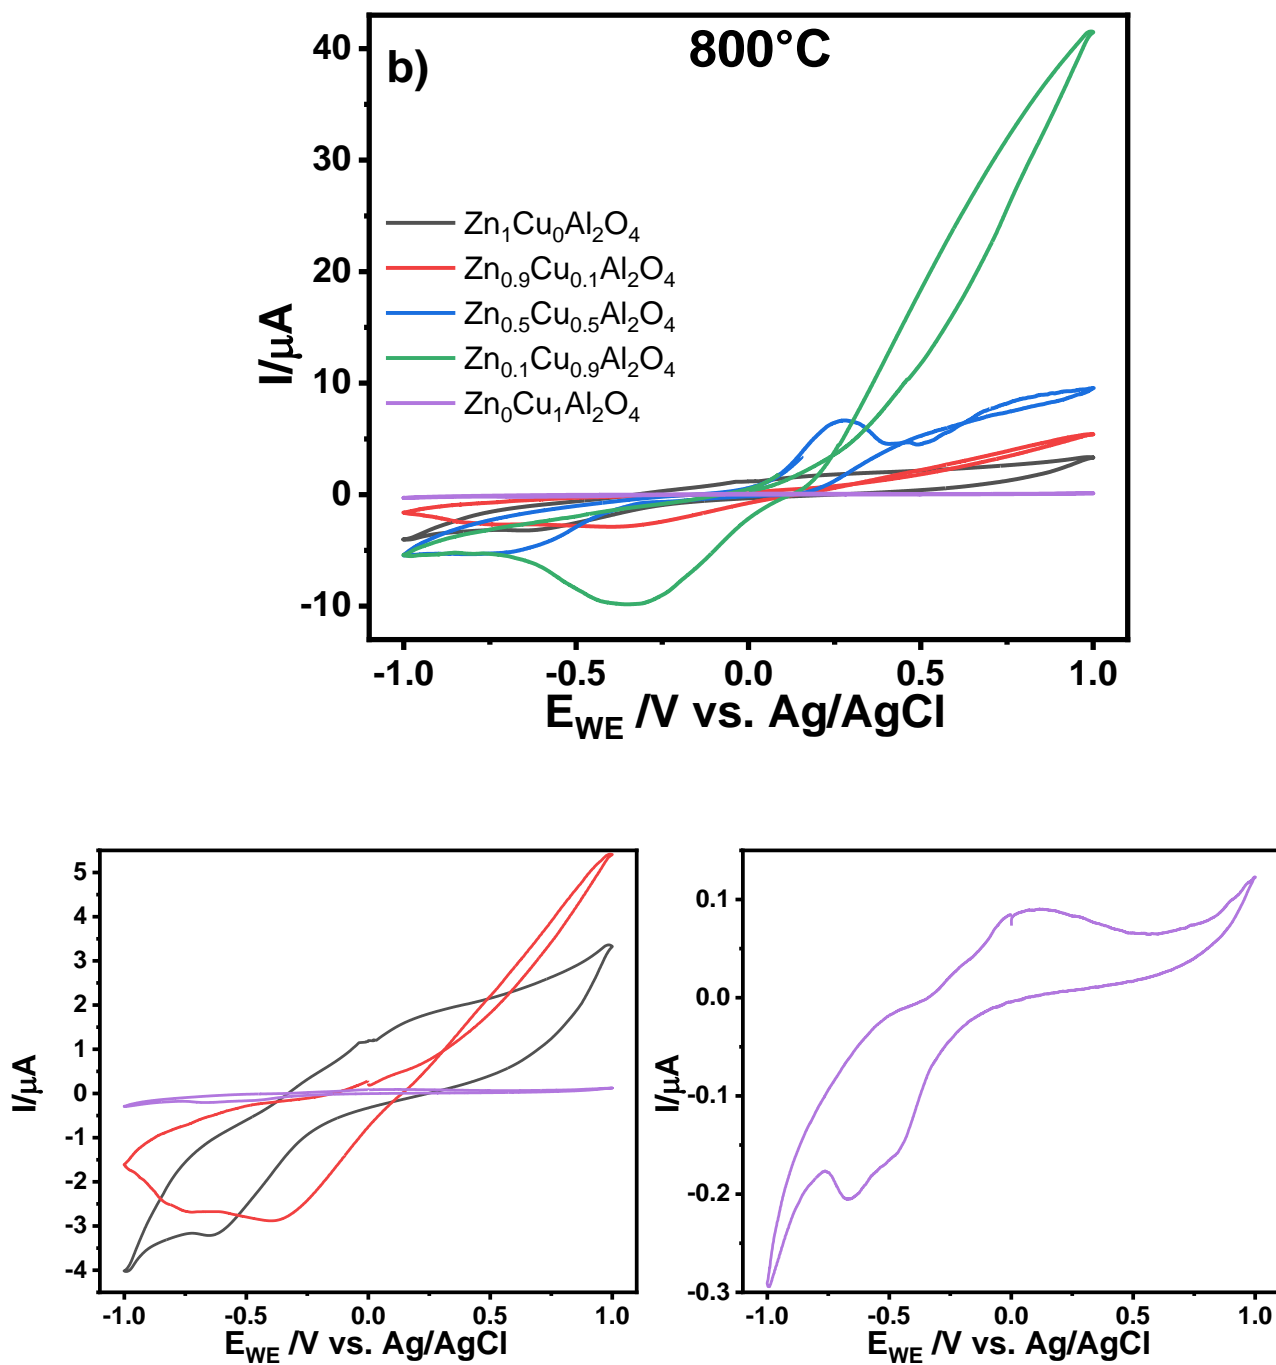 b)
800°C
40
30
20
10
0
-10
I/µA
Zn₁Cu₀Al₂O₄
Zn₀.₉Cu₀.₁Al₂O₄
Zn₀.₅Cu₀.₅Al₂O₄
Zn₀.₁Cu₀.₉Al₂O₄
Zn₀Cu₁Al₂O₄
-1.0 -0.5 0.0 0.5 1.0
E_WE /V vs. Ag/AgCl
5
4
3
2
1
0
-1
-2
-3
-4
I/µA
-1.0 -0.5 0.0 0.5 1.0
E_WE /V vs. Ag/AgCl
0.1
0.0
-0.1
-0.2
-0.3
I/µA
-1.0 -0.5 0.0 0.5 1.0
E_WE /V vs. Ag/AgCl